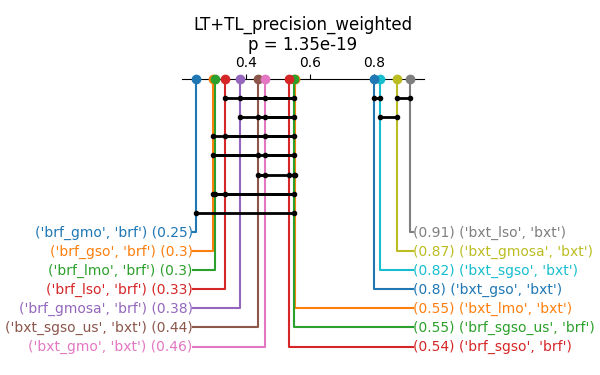 LT+TL_precision_weighted
p = 1.35e-19
0.4 0.6 0.8
('brf_gmo', 'brf') (0.25) (0.91) ('bxt_lso', 'bxt')
('brf_gso', 'brf') (0.3) (0.87) ('bxt_gmosa', 'bxt')
('brf_lmo', 'brf') (0.3) (0.82) ('bxt_sgso', 'bxt')
('brf_lso', 'brf') (0.33) (0.8) ('bxt_gso', 'bxt')
('brf_gmosa', 'brf') (0.38) (0.55) ('bxt_lmo', 'bxt')
('bxt_sgso_us', 'bxt') (0.44) (0.55) ('brf_sgso_us', 'brf')
('bxt_gmo', 'bxt') (0.46) (0.54) ('brf_sgso', 'brf')